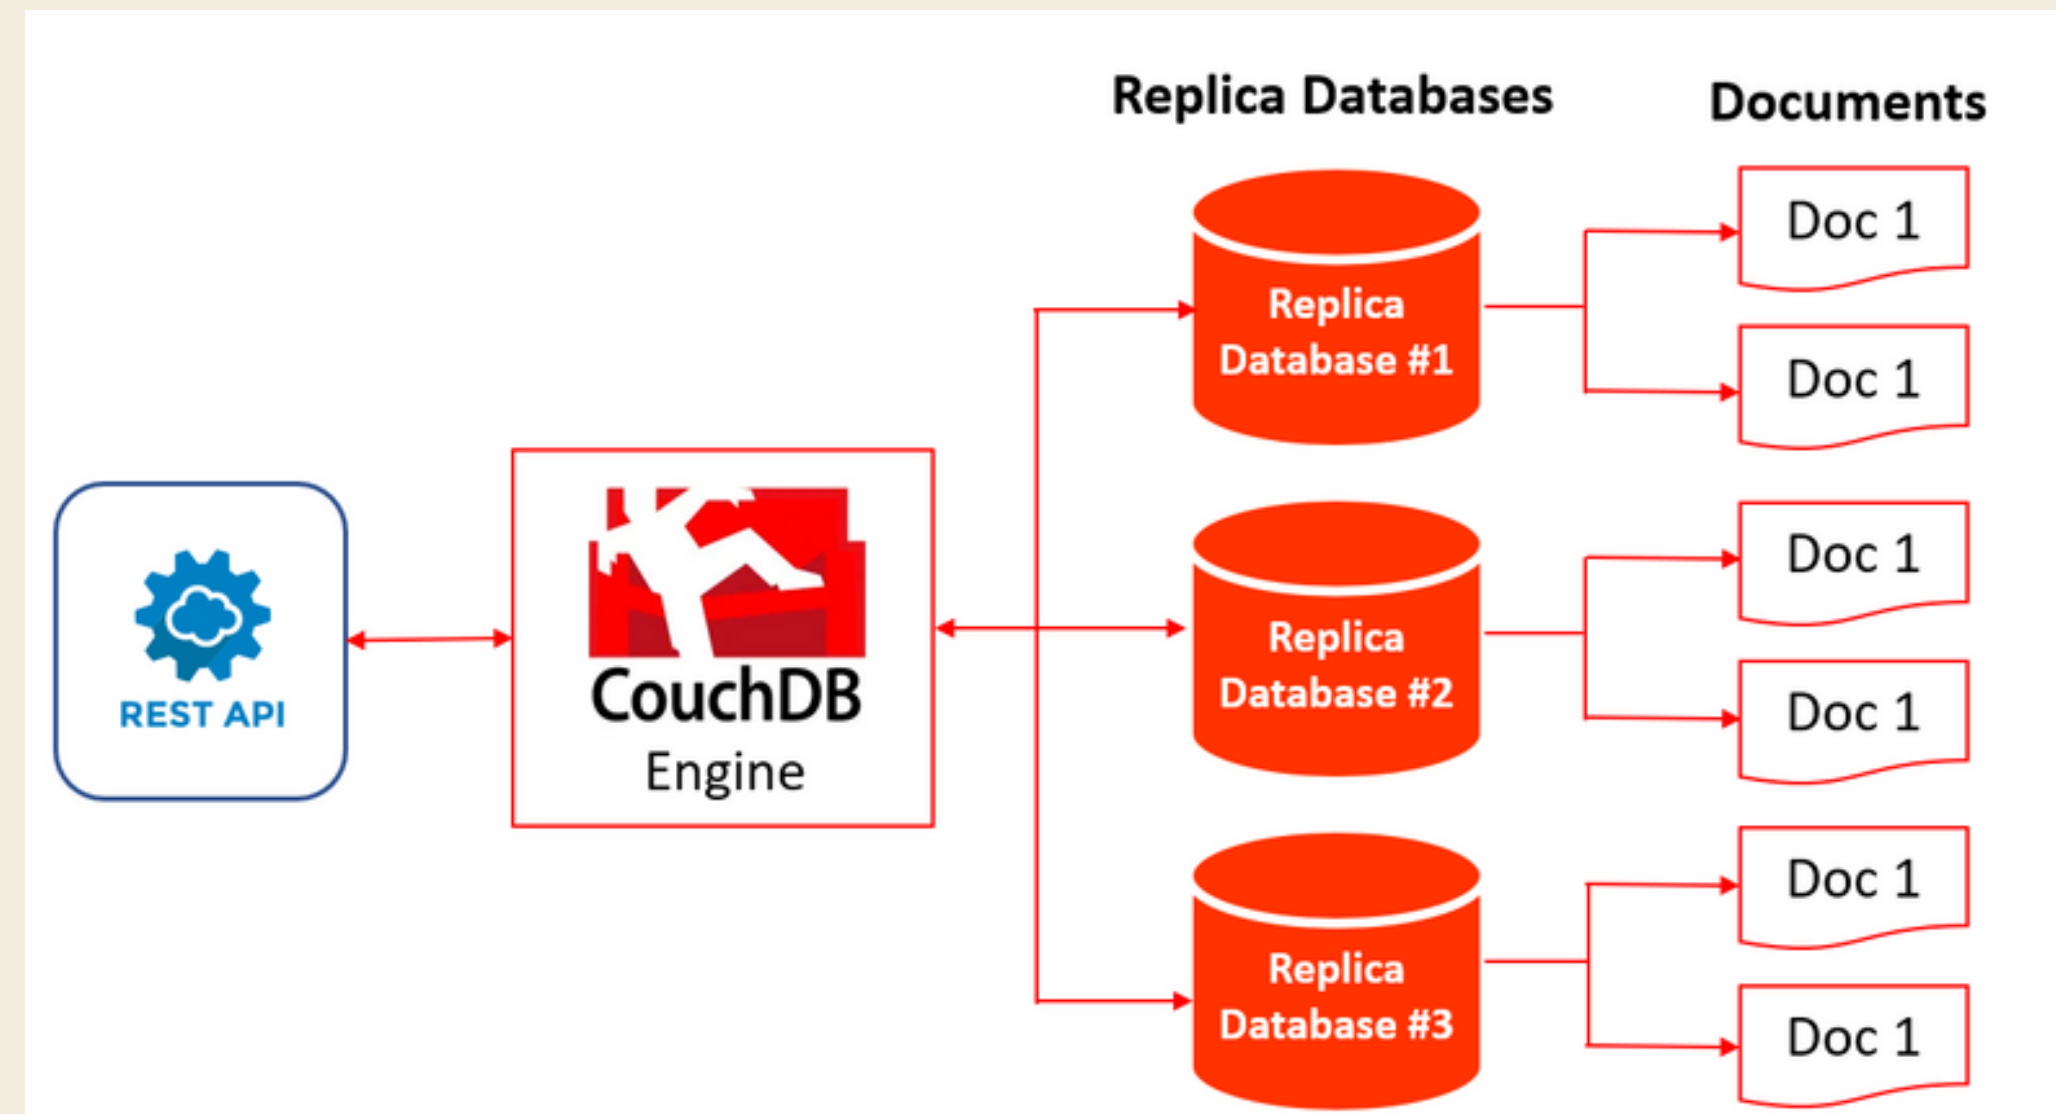 Replica Databases
Documents
REST API
CouchDB
Engine
Replica
Database #1
Doc 1
Doc 1
Replica
Database #2
Doc 1
Doc 1
Replica
Database #3
Doc 1
Doc 1